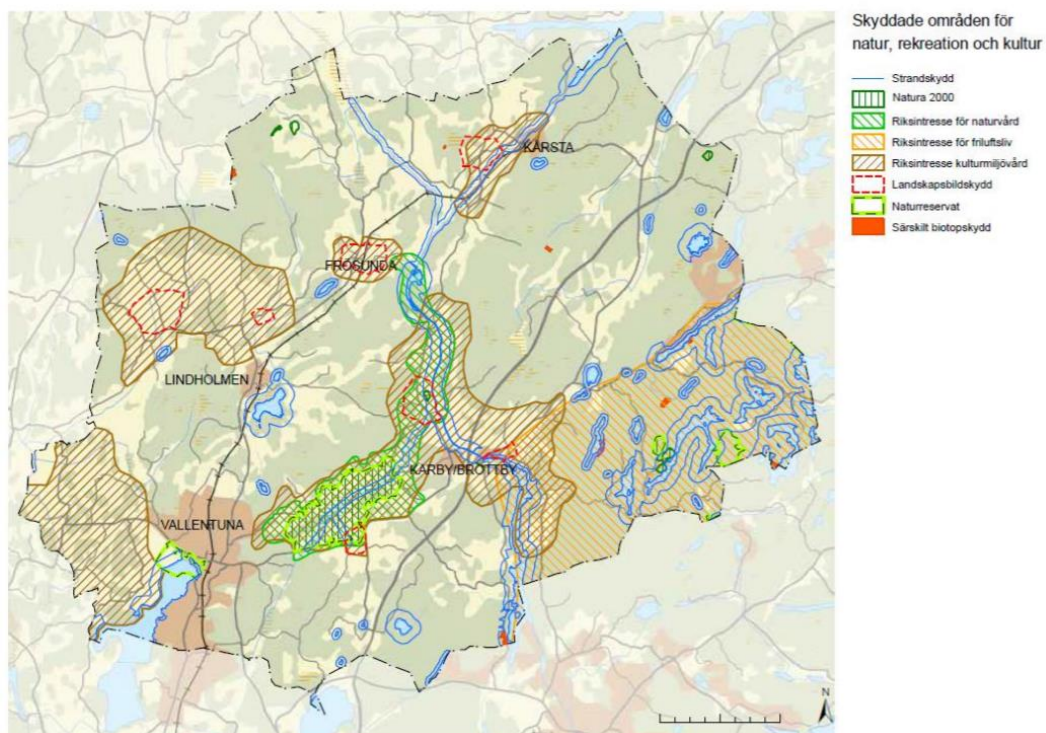 Skyddade områden för
natur, rekreation och kultur
Strandskydd
Natura 2000
Riksintresse för naturvård
Riksintresse för friluftsliv
Riksintresse kulturmiljövård
Landskapsbildskydd
Naturreservat
Särskilt biotopskydd
KÅRSTA
FRÖSUNDA
LINDHOLMEN
KARBY/BROTTBY
VALLENTUNA
N